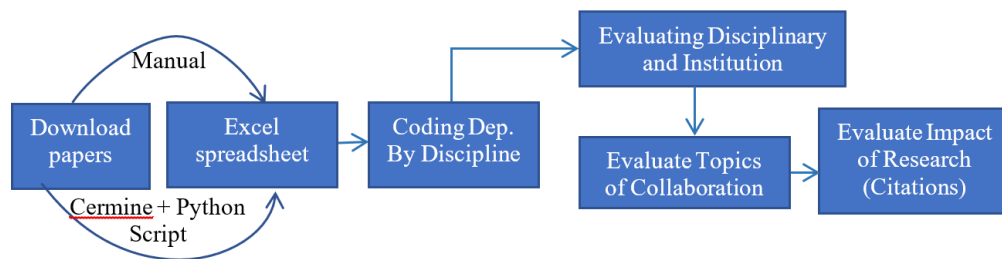 Manual
Download
papers
Excel
spreadsheet
Cermine + Python
Script
Coding Dep.
By Discipline
Evaluating Disciplinary
and Institution
Evaluate Topics
of Collaboration
Evaluate Impact
of Research
(Citations)